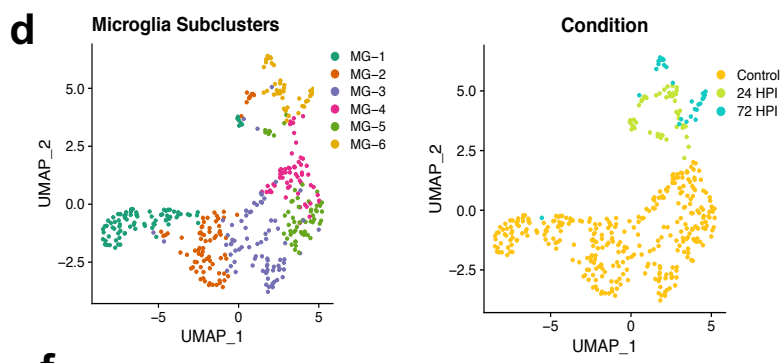 d
Microglia Subclusters
UMAP_2
5.0
2.5
0.0
−2.5
−5
0
5
UMAP_1
MG−1
MG−2
MG−3
MG−4
MG−5
MG−6
Condition
UMAP_2
5.0
2.5
0.0
−2.5
−5
0
5
UMAP_1
Control
24 HPI
72 HPI